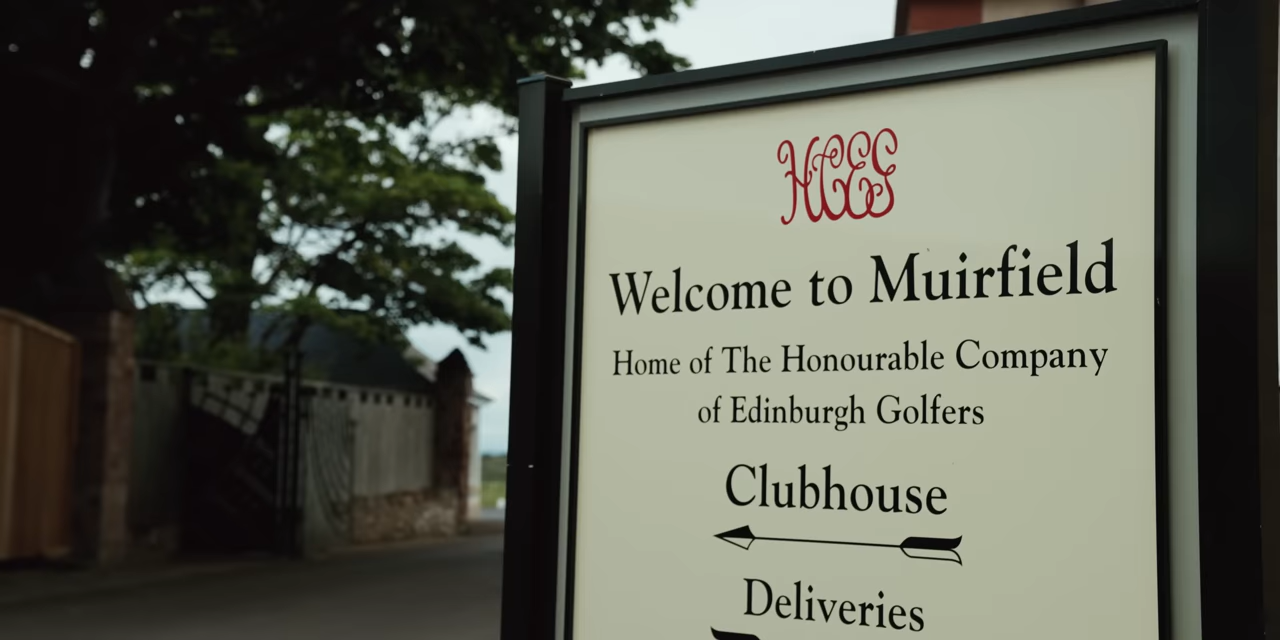 HCEG
Welcome to Muirfield
Home of The Honourable Company
of Edinburgh Golfers
Clubhouse
Deliveries